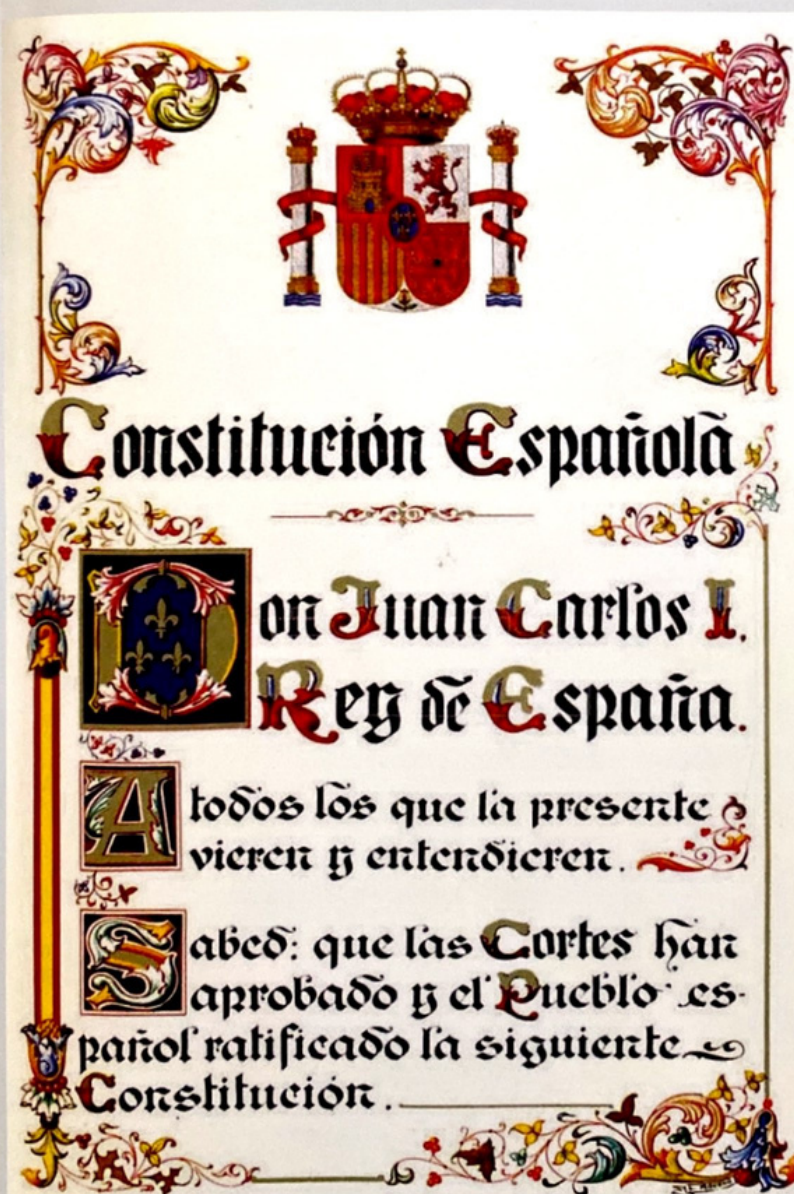 Constitución Española
Don Juan Carlos I.
Rey de España.
A todos los que la presente
vieren y entendieren.
Sabed: que las Cortes han
aprobado y el Pueblo es-
pañol ratificado la siguiente
Constitución.